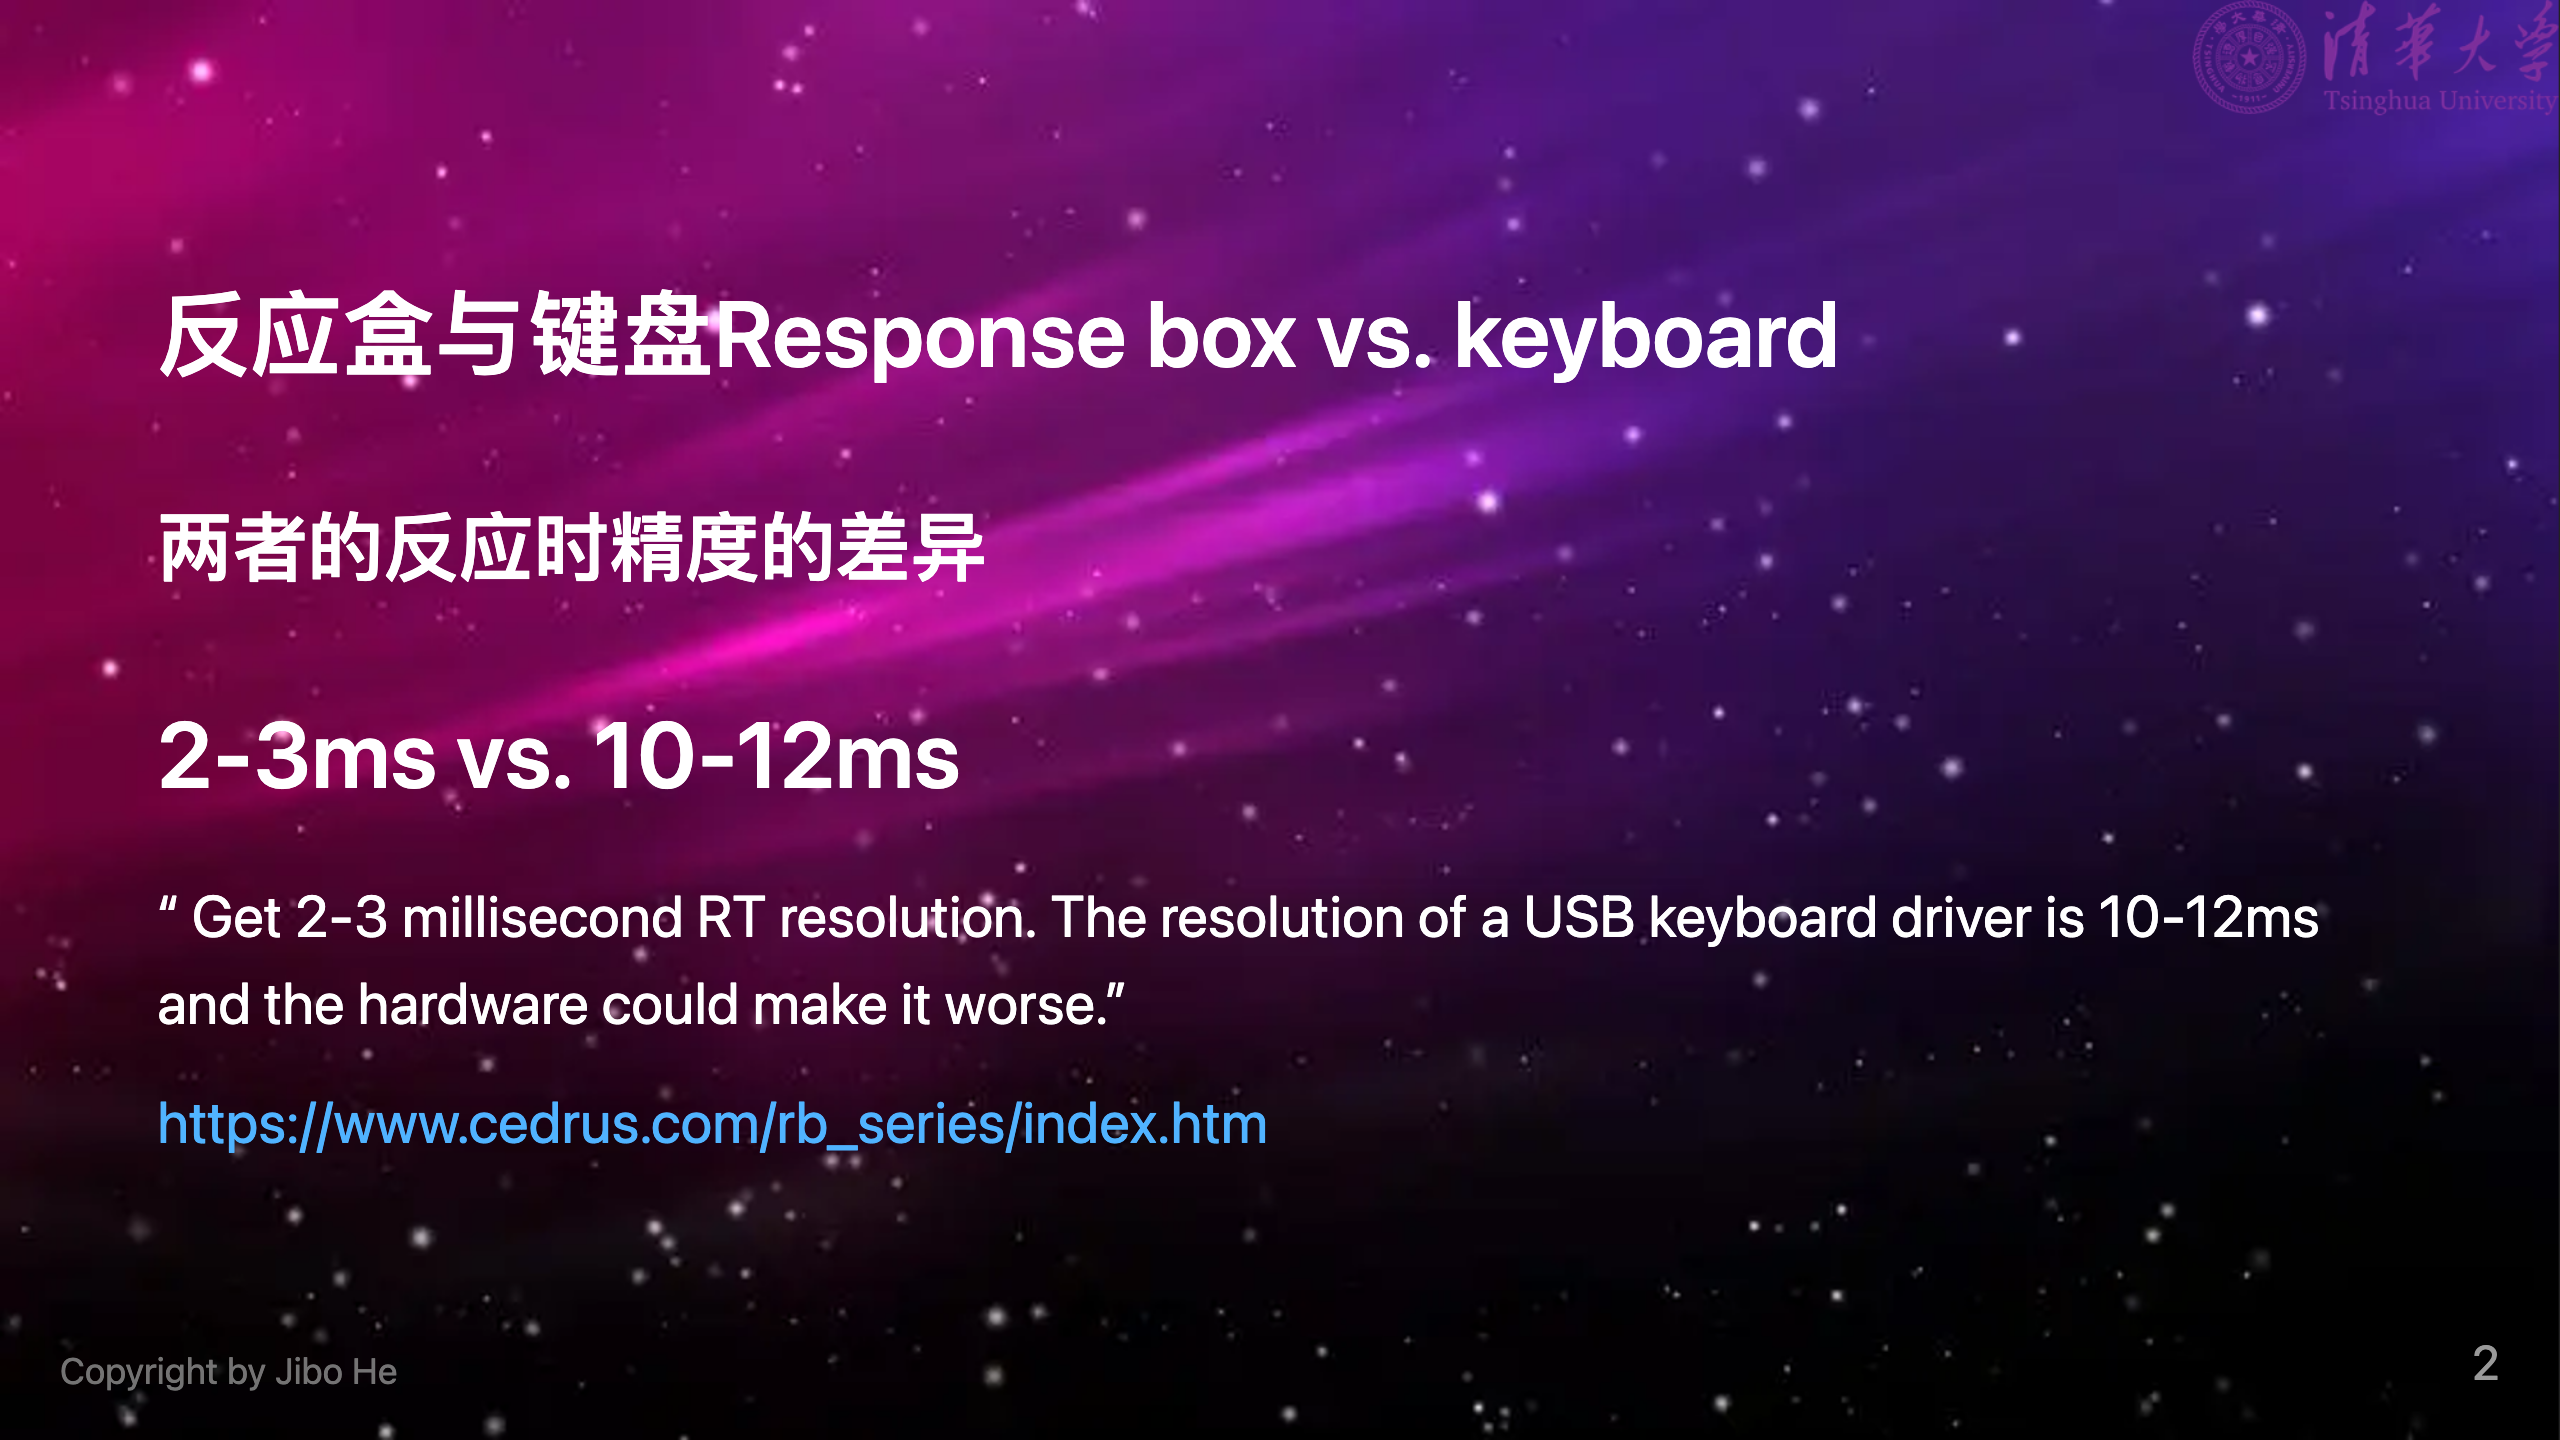 清华大学
Tsinghua University
反应盒与键盘Response box vs. keyboard
两者的反应时精度的差异
2-3ms vs. 10-12ms
“ Get 2-3 millisecond RT resolution. The resolution of a USB keyboard driver is 10-12ms
and the hardware could make it worse.”
https://www.cedrus.com/rb_series/index.htm
Copyright by Jibo He
2